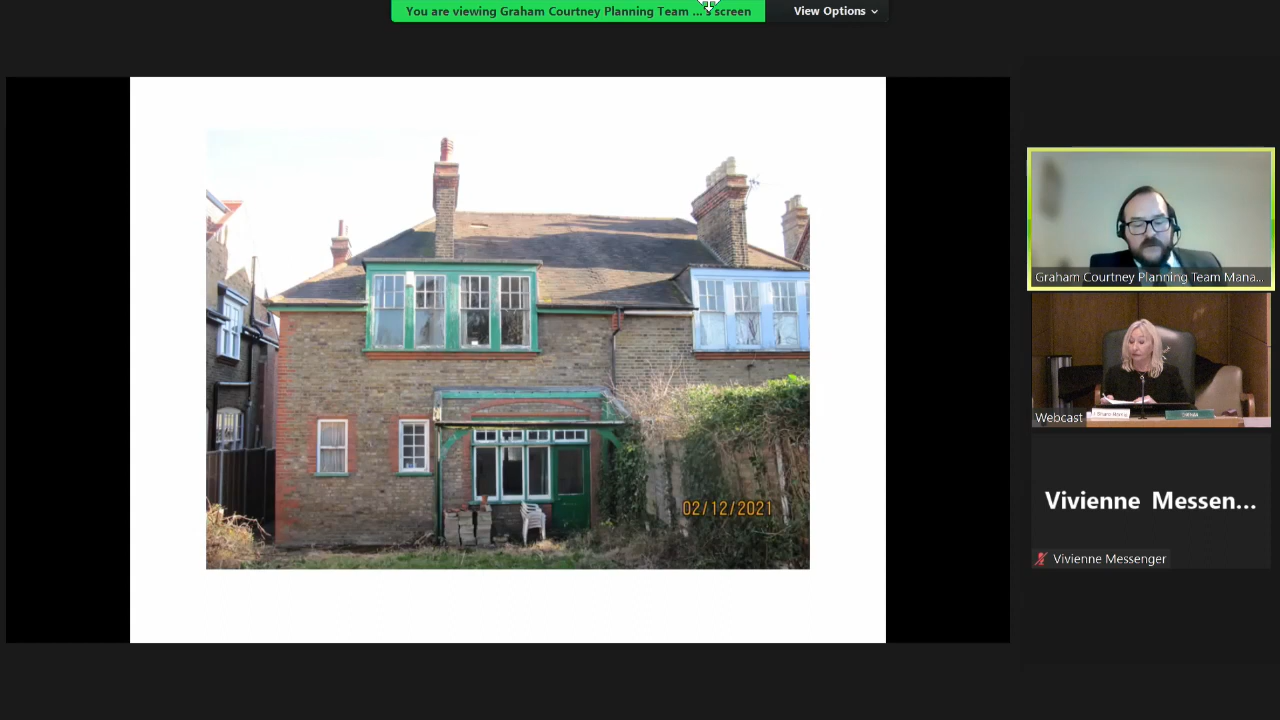 You are viewing Graham Courtney Planning Team ... 's screen
View Options
02/12/2021
Graham Courtney Planning Team Mana...
Webcast
Vivienne Messen...
Vivienne Messenger